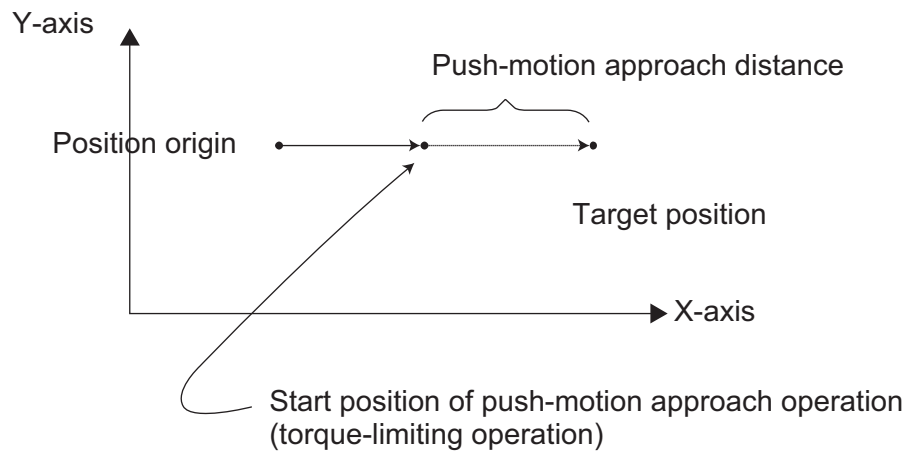 Y-axis
Push-motion approach distance
Position origin
Target position
X-axis
Start position of push-motion approach operation
(torque-limiting operation)